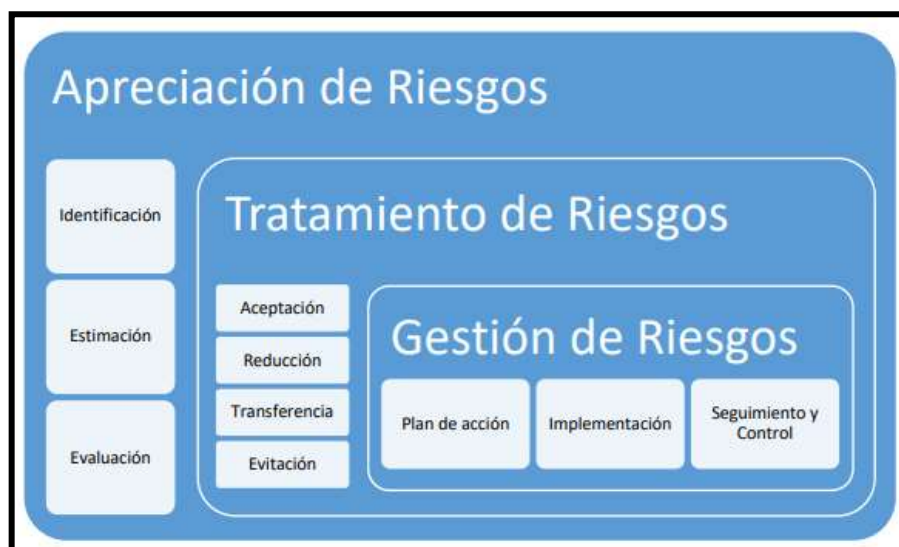 Apreciación de Riesgos
Identificación
Estimación
Evaluación
Tratamiento de Riesgos
Aceptación
Reducción
Transferencia
Evitación
Gestión de Riesgos
Plan de acción
Implementación
Seguimiento y
Control